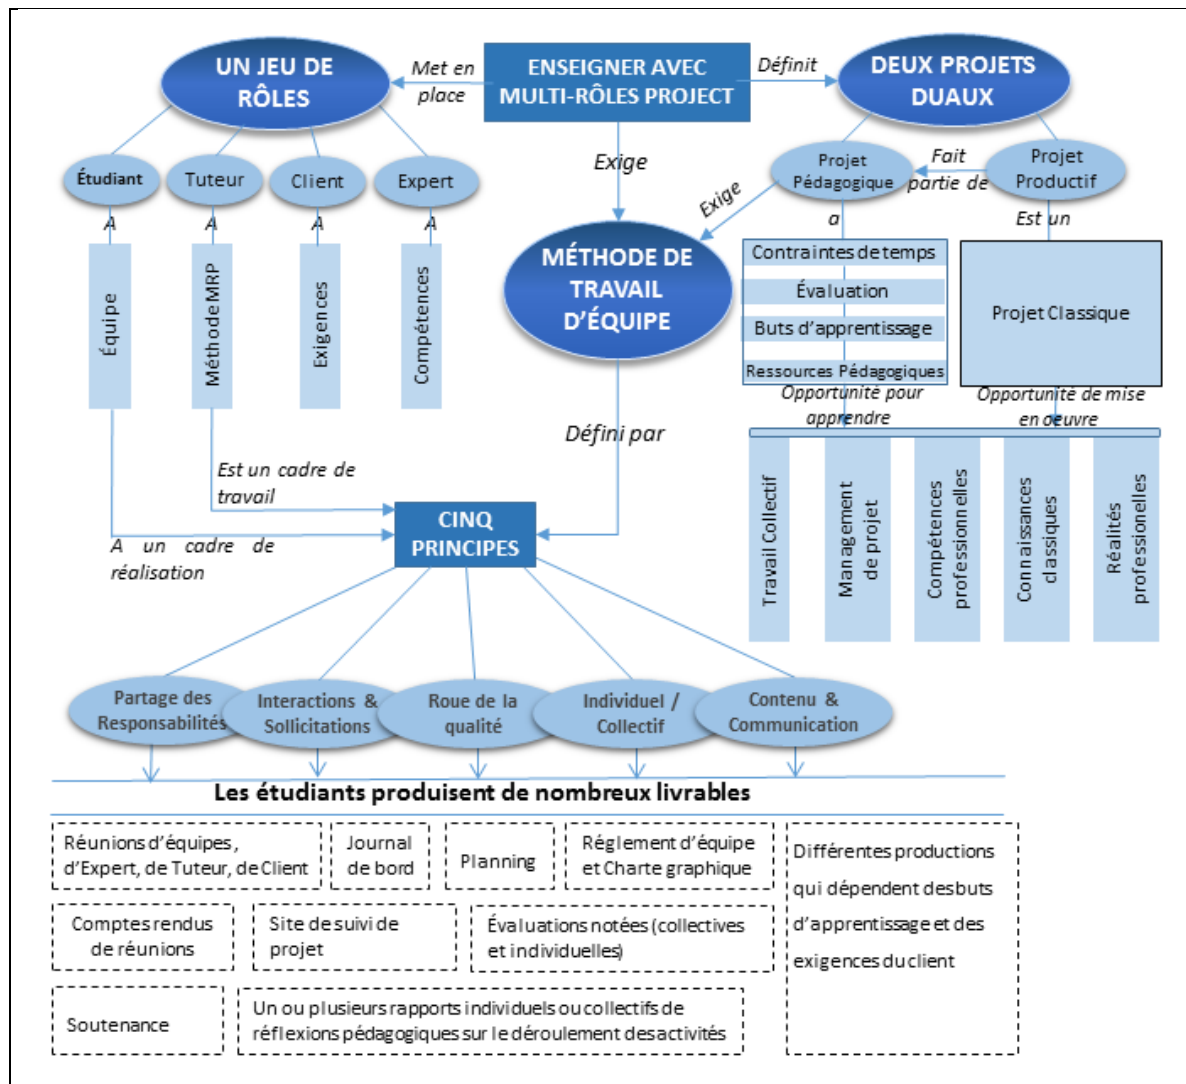 UN JEU DE
RÔLES
Met en
place
ENSEIGNER AVEC
MULTI-RÔLES PROJECT
Définit
DEUX PROJETS
DUAUX
Étudiant
Tuteur
Client
Expert
Exige
Exige
Projet
Pédagogique
Fait
partie de
Projet
Productif
A
A
A
A
a
Est un
Équipe
Méthode MRP
Exigences
Compétences
MÉTHODE DE
TRAVAIL
D’ÉQUIPE
Contraintes de temps
Évaluation
Buts d’apprentissage
Ressources Pédagogiques
Projet Classique
Opportunité pour
apprendre
Opportunité de mise
en oeuvre
Défini par
Travail Collectif
Management
de projet
Compétences
professionnelles
Connaissances
classiques
Réalités
professionelles
Est un cadre de
travail
A un cadre de
réalisation
CINQ
PRINCIPES
Partage des
Responsabilités
Interactions &
Sollicitations
Roue de la
qualité
Individuel /
Collectif
Contenu &
Communication
Les étudiants produisent de nombreux livrables
Réunions d’équipes,
d’Expert, de Tuteur, de Client
Journal
de bord
Planning
Réglement d’équipe
et Charte graphique
Différentes productions
qui dépendent desbuts
d’apprentissage et des
exigences du client
Comptes rendus
de réunions
Site de suivi de
projet
Évaluations notées (collectives
et individuelles)
Soutenance
Un ou plusieurs rapports individuels ou collectifs de
réflexions pédagogiques sur le déroulement desactivités